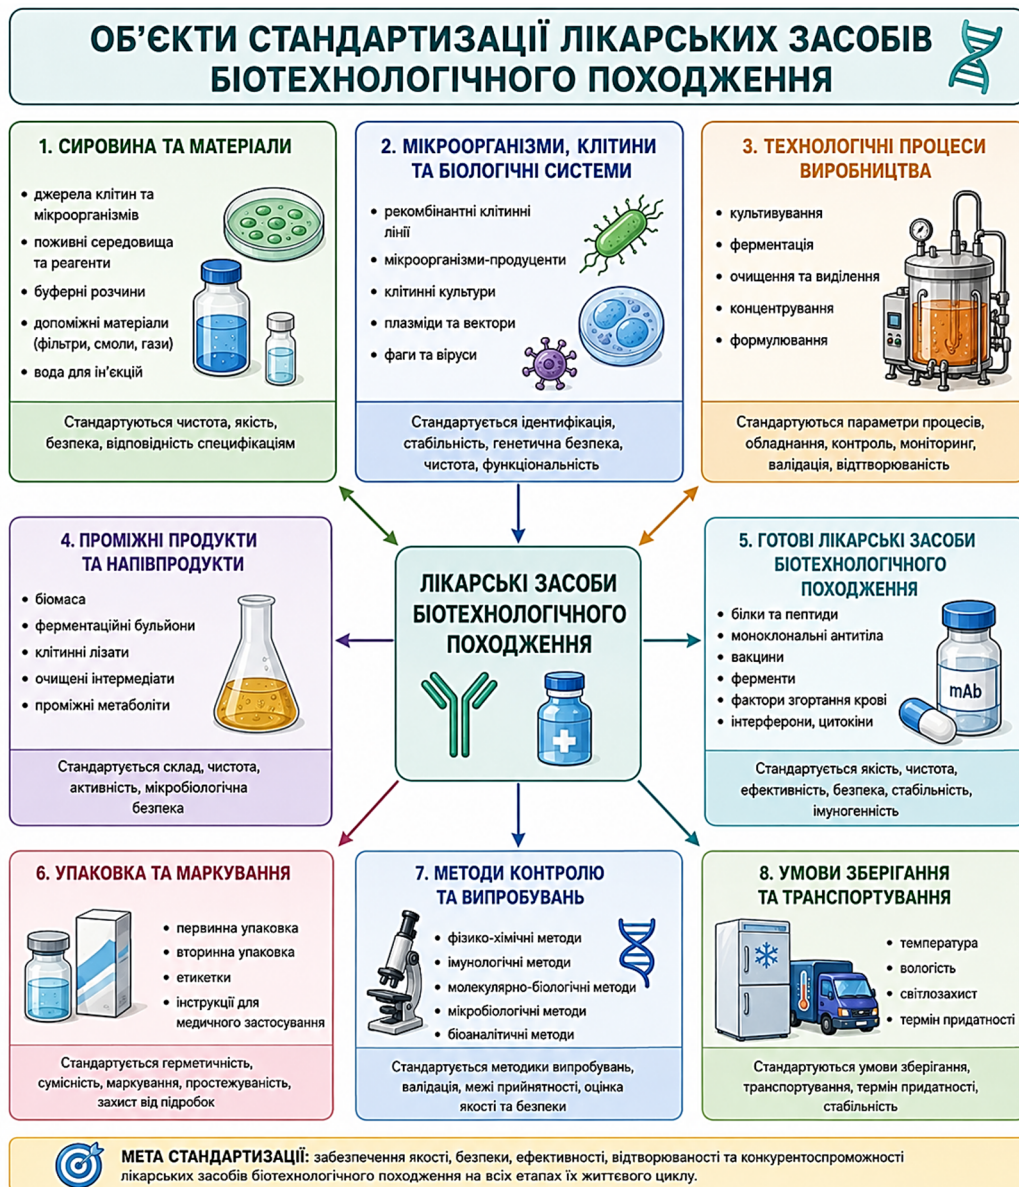 ОБ’ЄКТИ СТАНДАРТИЗАЦІЇ ЛІКАРСЬКИХ ЗАСОБІВ
БІОТЕХНОЛОГІЧНОГО ПОХОДЖЕННЯ
1. СИРОВИНА ТА МАТЕРІАЛИ
• джерела клітин та
мікроорганізмів
• поживні середовища
та реагенти
• буферні розчини
• допоміжні матеріали
(фільтри, смоли, гази)
• вода для ін’єкцій
Стандартуються чистота, якість,
безпека, відповідність специфікаціям
2. МІКРООРГАНІЗМИ, КЛІТИНИ
ТА БІОЛОГІЧНІ СИСТЕМИ
• рекомбінантні клітинні
лінії
• мікроорганізми-продуценти
• клітинні культури
• плазміди та вектори
• фаги та віруси
Стандартується ідентифікація,
стабільність, генетична безпека,
чистота, функціональність
3. ТЕХНОЛОГІЧНІ ПРОЦЕСИ
ВИРОБНИЦТВА
• культивування
• ферментація
• очищення та виділення
• концентрування
• формулювання
Стандартуються параметри процесів,
обладнання, контроль, моніторинг,
валідація, відттворюваність
4. ПРОМІЖНІ ПРОДУКТИ
ТА НАПІВПРОДУКТИ
• біомаса
• ферментаційні бульйони
• клітинні лізати
• очищені інтермедіати
• проміжні метаболіти
Стандартується склад, чистота,
активність, мікробіологічна
безпека
ЛІКАРСЬКІ ЗАСОБИ
БІОТЕХНОЛОГІЧНОГО
ПОХОДЖЕННЯ
5. ГОТОВІ ЛІКАРСЬКІ ЗАСОБИ
БІОТЕХНОЛОГІЧНОГО
ПОХОДЖЕННЯ
• білки та пептиди
• моноклональні антитіла
• вакцини
• ферменти
• фактори згортання крові
• інтерферони, цитокіни
mAb
Стандартується якість, чистота,
ефективність, безпека, стабільність,
імуногенність
6. УПАКОВКА ТА МАРКУВАННЯ
• первинна упаковка
• вторинна упаковка
• етикетки
• інструкції для
медичного застосування
Стандартується герметичність,
сумісність, маркування, простежуваність,
захист від підробок
7. МЕТОДИ КОНТРОЛЮ
ТА ВИПРОБУВАНЬ
• фізико-хімічні методи
• імунологічні методи
• молекулярно-біологічні методи
• мікробіологічні методи
• біоаналітичні методи
Стандартується методики випробувань,
валідація, межі прийнятності, оцінка
якості та безпеки
8. УМОВИ ЗБЕРІГАННЯ
ТА ТРАНСПОРТУВАННЯ
• температура
• вологість
• світлозахист
• термін придатності
Стандартуються умови зберігання,
транспортування, термін придатності,
стабільність
МЕТА СТАНДАРТИЗАЦІЇ: забезпечення якості, безпеки, ефективності, відтворюваності та конкурентоспроможності
лікарських засобів біотехнологічного походження на всіх етапах їх життєвого циклу.